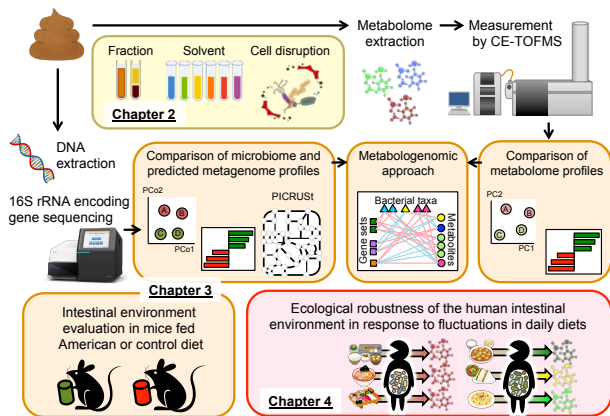 Fraction
Solvent
Cell disruption
Chapter 2
Metabolome
extraction
Measurement
by CE-TOFMS
DNA
extraction
16S rRNA encoding
gene sequencing
Comparison of microbiome and
predicted metagenome profiles
PCo2
A
B
C
D
PCo1
PICRUSt
Metabologenomic
approach
Bacterial taxa
Gene sets
Metabolites
Comparison of
metabolome profiles
PC2
A
B
C
D
PC1
Chapter 3
Intestinal environment
evaluation in mice fed
American or control diet
Ecological robustness of the human intestinal
environment in response to fluctuations in daily diets
Chapter 4